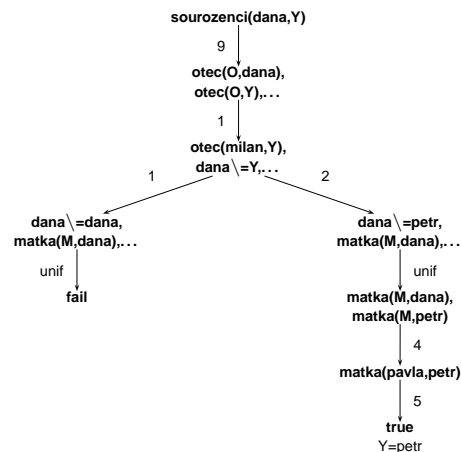 sourozenci(dana,Y)
9
otec(O,dana),
otec(O,Y),...
1
otec(milan,Y),
dana\=Y,...
1
2
dana\=dana,
matka(M,dana),...
unif
fail
dana\=petr,
matka(M,dana),...
unif
matka(M,dana),
matka(M,petr)
4
matka(pavla,petr)
5
true
Y=petr